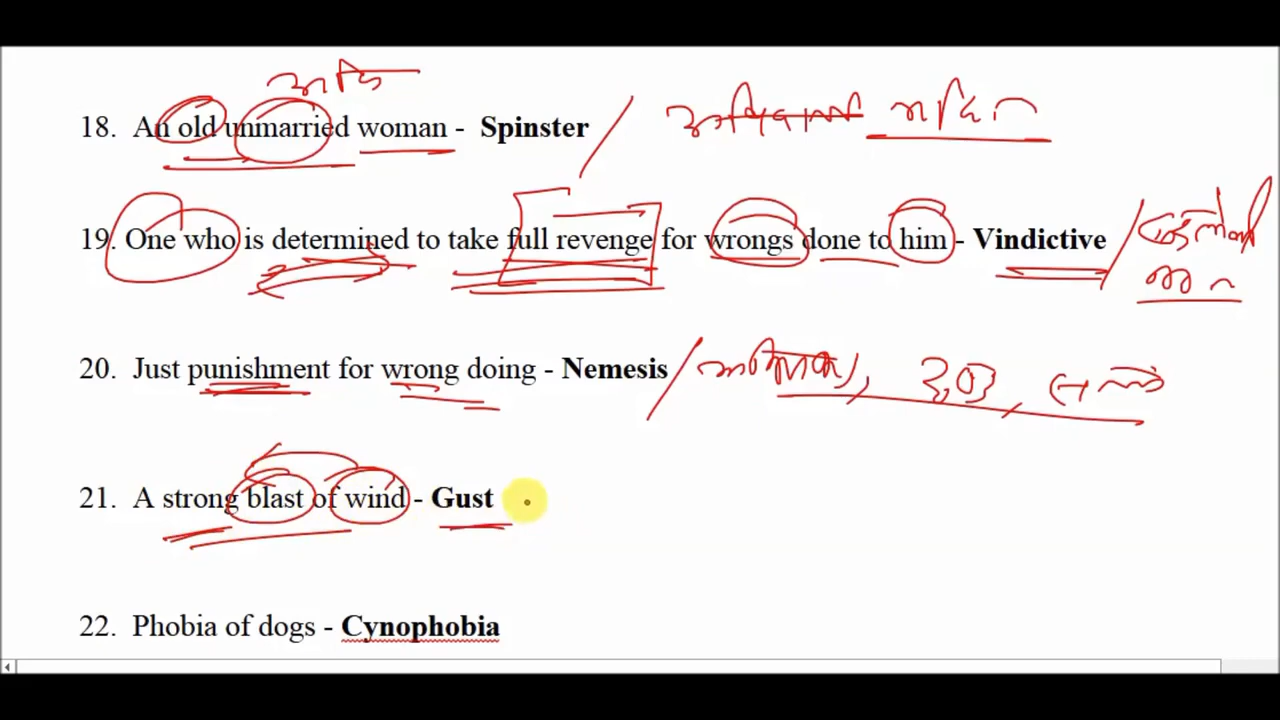 18. An old unmarried woman - Spinster /
19. One who is determined to take full revenge for wrongs done to him - Vindictive /
20. Just punishment for wrong doing - Nemesis /
21. A strong blast of wind - Gust
22. Phobia of dogs - Cynophobia